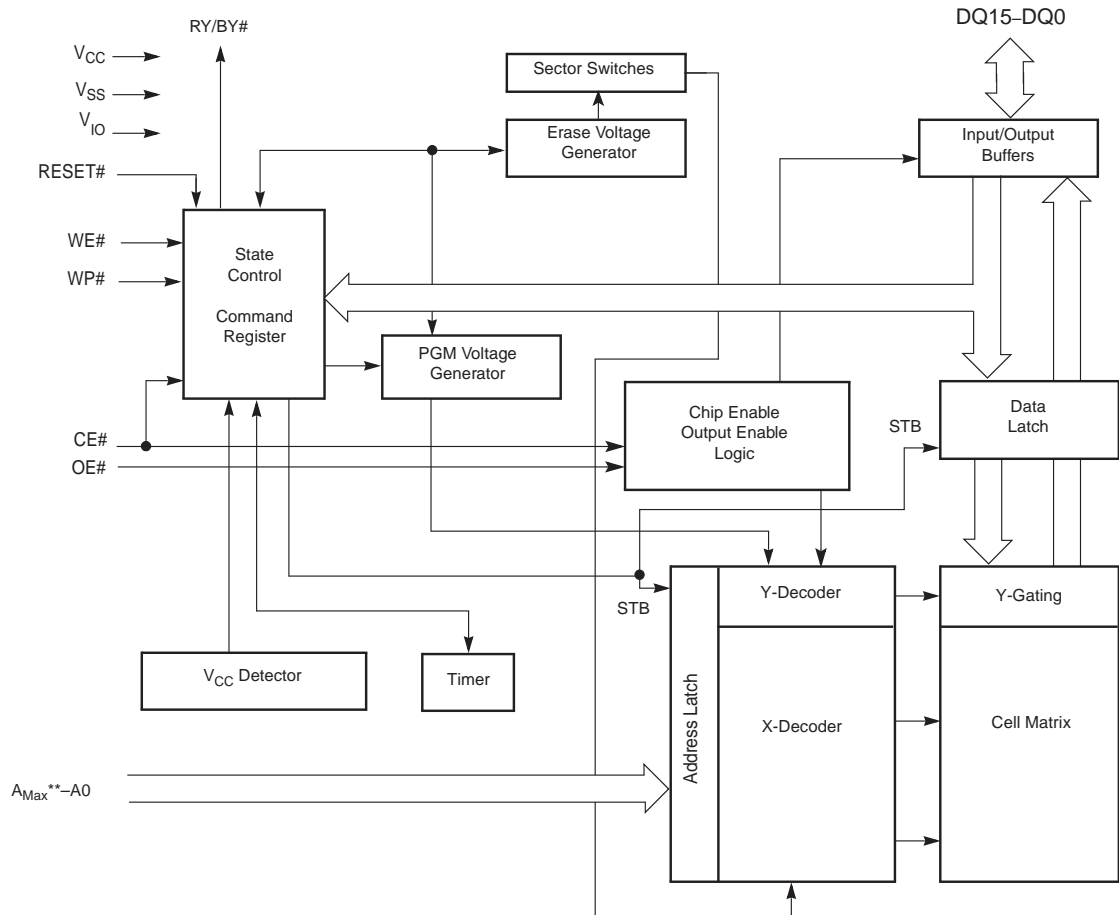 RY/BY#
DQ15–DQ0
VCC
VSS
VIO
RESET#
WE#
WP#
CE#
OE#
Sector Switches
Erase Voltage
Generator
Input/Output
Buffers
State
Control
Command
Register
PGM Voltage
Generator
Chip Enable
Output Enable
Logic
STB
Data
Latch
STB
Y-Decoder
Y-Gating
VCC Detector
Timer
Address Latch
X-Decoder
Cell Matrix
AMax**–A0